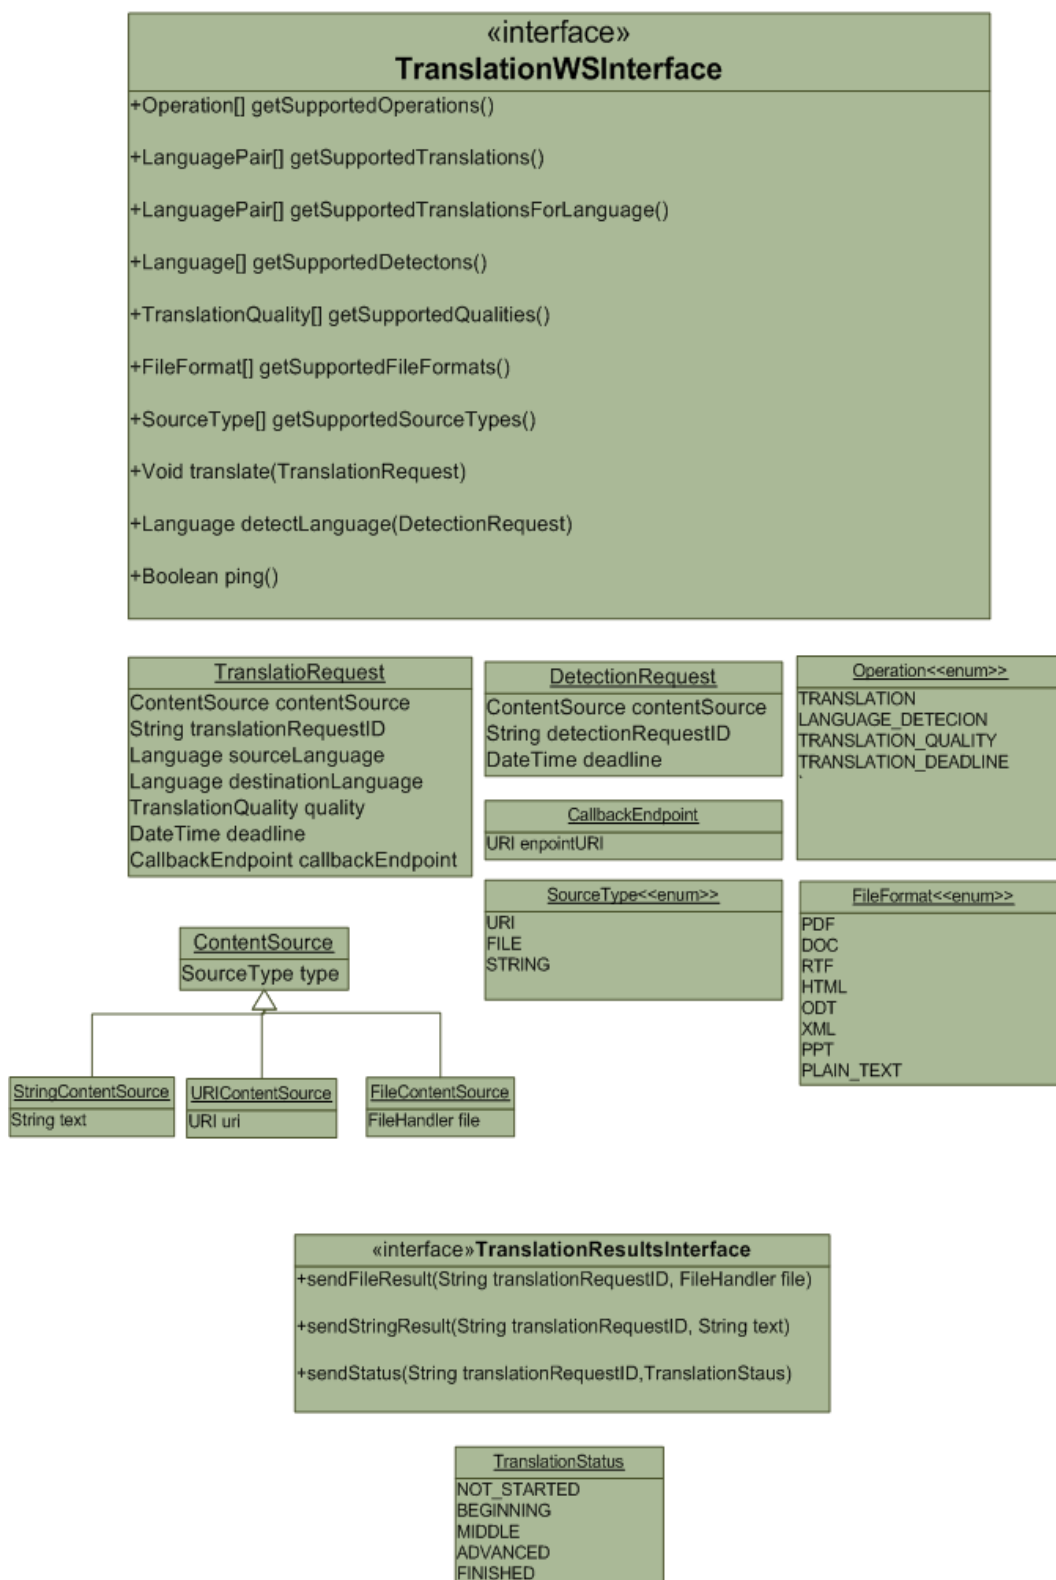 «interface»
TranslationWSInterface
+Operation[] getSupportedOperations()
+LanguagePair[] getSupportedTranslations()
+LanguagePair[] getSupportedTranslationsForLanguage()
+Language[] getSupportedDetectons()
+TranslationQuality[] getSupportedQualities()
+FileFormat[] getSupportedFileFormats()
+SourceType[] getSupportedSourceTypes()
+Void translate(TranslationRequest)
+Language detectLanguage(DetectionRequest)
+Boolean ping()
TranslatioRequest
ContentSource contentSource
String translationRequestID
Language sourceLanguage
Language destinationLanguage
TranslationQuality quality
DateTime deadline
CallbackEndpoint callbackEndpoint
DetectionRequest
ContentSource contentSource
String detectionRequestID
DateTime deadline
Operation<<enum>>
TRANSLATION
LANGUAGE_DETECION
TRANSLATION_QUALITY
TRANSLATION_DEADLINE
`
CallbackEndpoint
URI enpointURI
SourceType<<enum>>
URI
FILE
STRING
FileFormat<<enum>>
PDF
DOC
RTF
HTML
ODT
XML
PPT
PLAIN_TEXT
ContentSource
SourceType type
StringContentSource
String text
URIContentSource
URI uri
FileContentSource
FileHandler file
«interface»TranslationResultsInterface
+sendFileResult(String translationRequestID, FileHandler file)
+sendStringResult(String translationRequestID, String text)
+sendStatus(String translationRequestID,TranslationStaus)
TranslationStatus
NOT_STARTED
BEGINNING
MIDDLE
ADVANCED
FINISHED